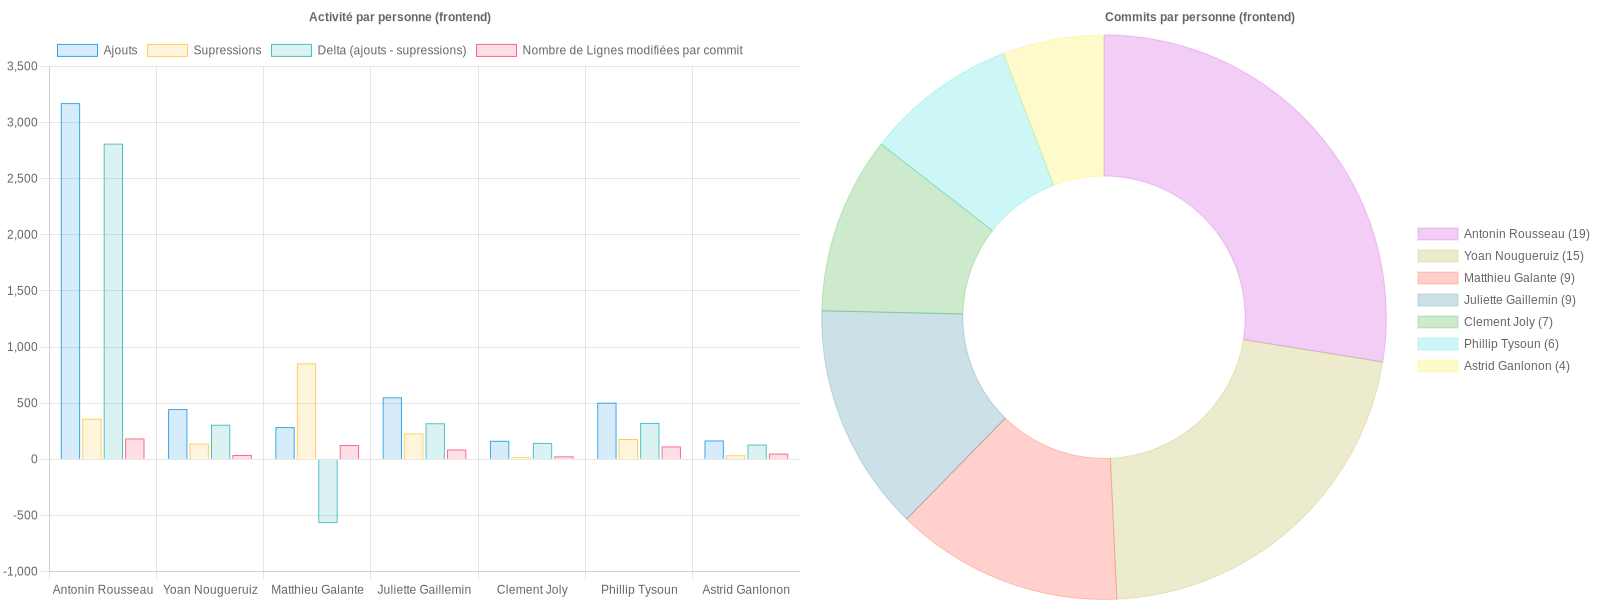 Activité par personne (frontend)
Ajouts
Supressions
Delta (ajouts - supressions)
Nombre de Lignes modifiées par commit
3,500
3,000
2,500
2,000
1,500
1,000
500
0
-500
-1,000
Antonin Rousseau
Yoan Nougueruiz
Matthieu Galante
Juliette Gaillemin
Clement Joly
Phillip Tysoun
Astrid Ganlonon
Commits par personne (frontend)
Antonin Rousseau (19)
Yoan Nougueruiz (15)
Matthieu Galante (9)
Juliette Gaillemin (9)
Clement Joly (7)
Phillip Tysoun (6)
Astrid Ganlonon (4)